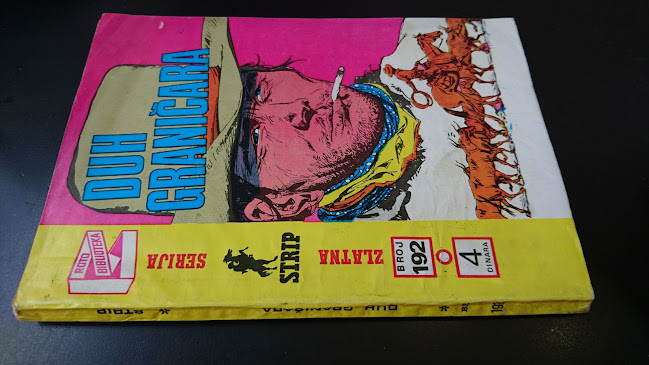 DUH
GRANIČARA
ROTO
BIBLIOTEKA
SERIJA
STRIP
ZLATNA
BROJ
192
4
DINARA
STRIP * DUH GRANIČARA *